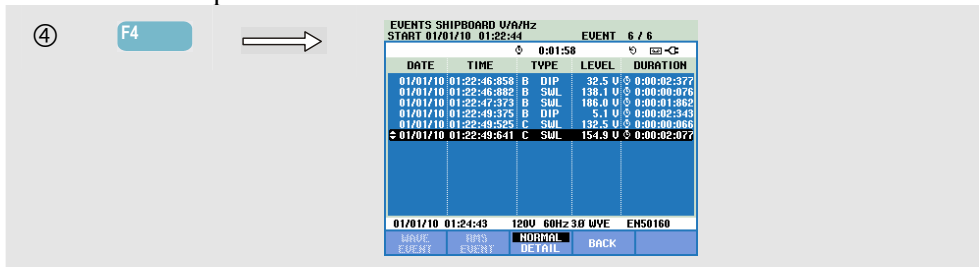 ④
F4
EVENTS SHIPBOARD V/A/Hz
START 01/01/10 01:22:44 EVENT 6 / 6
0:01:58
DATE TIME TYPE LEVEL DURATION
01/01/10 01:22:46:858 B DIP 32.5 V 0:00:02:377
01/01/10 01:22:46:882 B SWL 138.1 V 0:00:00:076
01/01/10 01:22:47:373 B SWL 186.0 V 0:00:01:862
01/01/10 01:22:49:375 B DIP 5.1 V 0:00:02:343
01/01/10 01:22:49:525 C SWL 132.5 V 0:00:00:066
01/01/10 01:22:49:641 C SWL 154.9 V 0:00:02:077
01/01/10 01:24:43 120V 60Hz 3Ø WYE EN50160
WAVE EVENT RMS EVENT NORMAL DETAIL BACK